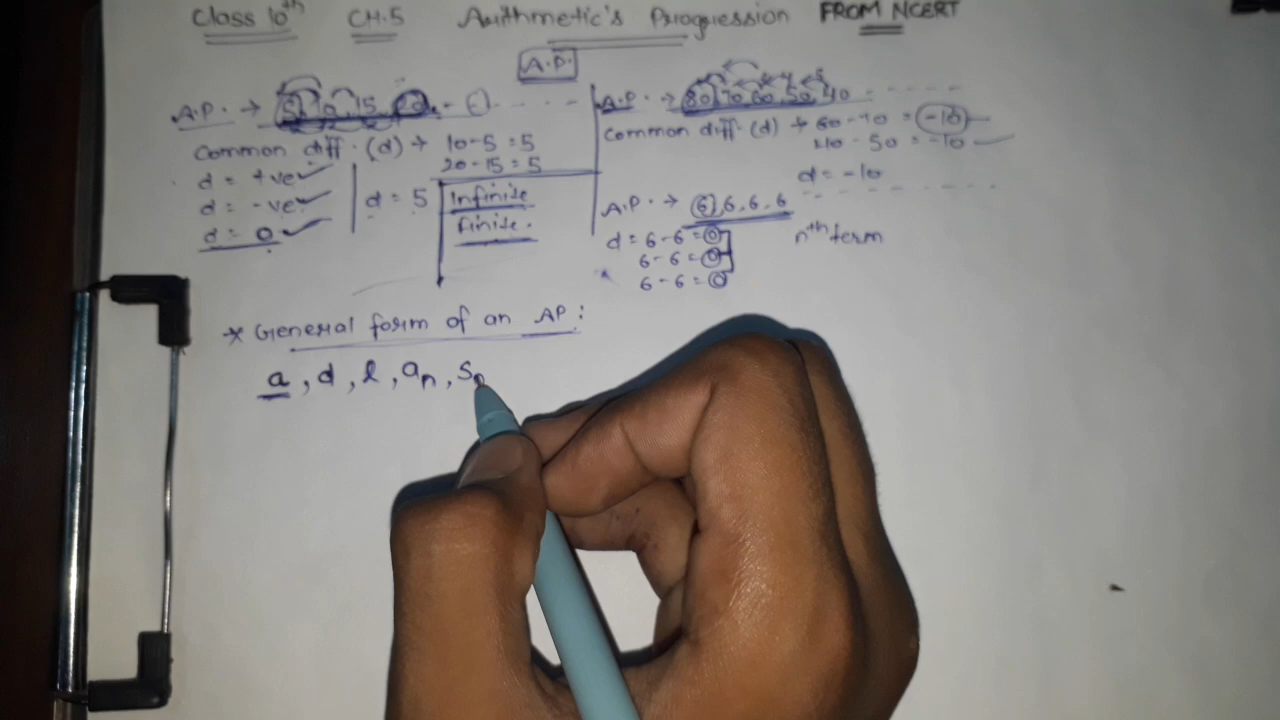 Class 10th CH.5 Arithmetic's Progression FROM NCERT
A.P.
A.P. → 5, 10, 15, 20, - - - - -
Common diff. (d) → 10-5 = 5
20-15 = 5
d = +ve
d = -ve
d = 0
d = 5
Infinite
Finite.
A.P. → 80, 70, 60, 50, 40 - - - - -
Common diff. (d) → 60-70 = -10
40-50 = -10
d = -10
A.P. → 6, 6, 6, 6
d = 6-6 = 0
6-6 = 0
6-6 = 0
nth term
* General form of an AP:
a, d, l, an, Sn